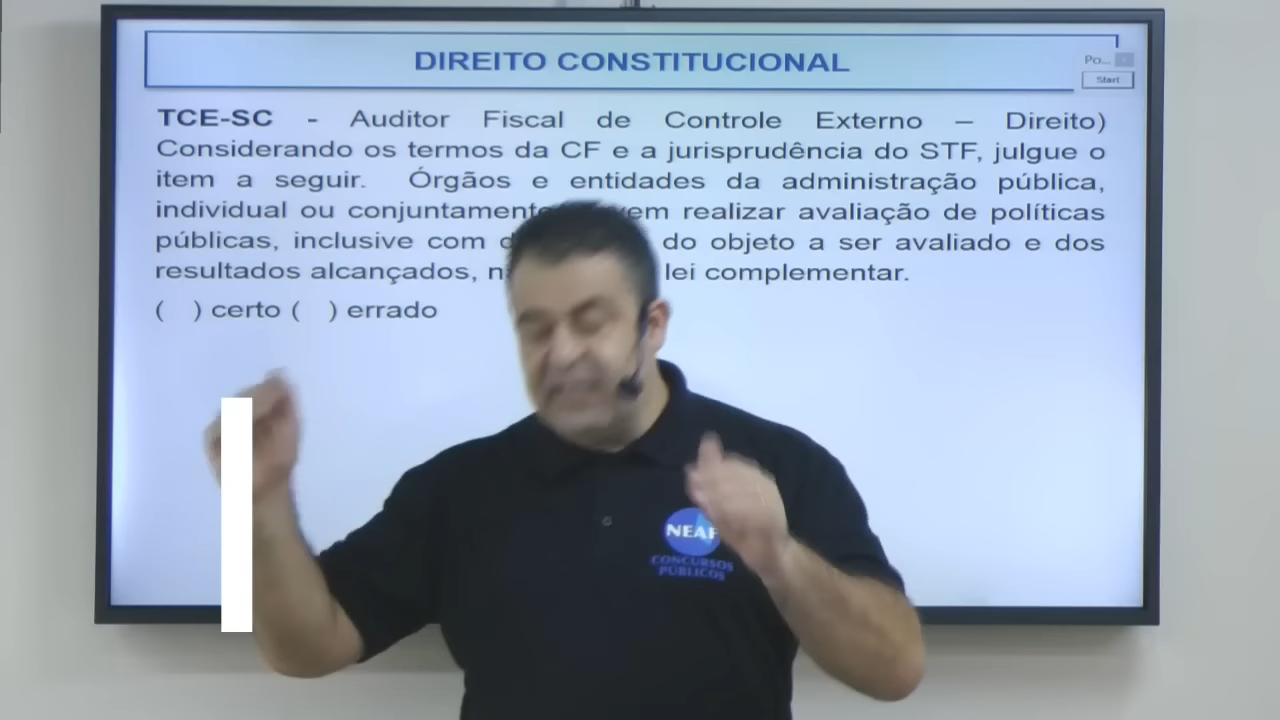 DIREITO CONSTITUCIONAL
Po...
Start
TCE-SC - Auditor Fiscal de Controle Externo – Direito)
Considerando os termos da CF e a jurisprudência do STF, julgue o
item a seguir. Órgãos e entidades da administração pública,
individual ou realizar avaliação de políticas
públicas, inclusive com do objeto a ser avaliado e dos
resultados alcançados, lei complementar.
( ) certo ( ) errado
NEAF
CONCURSOS
PÚBLICOS